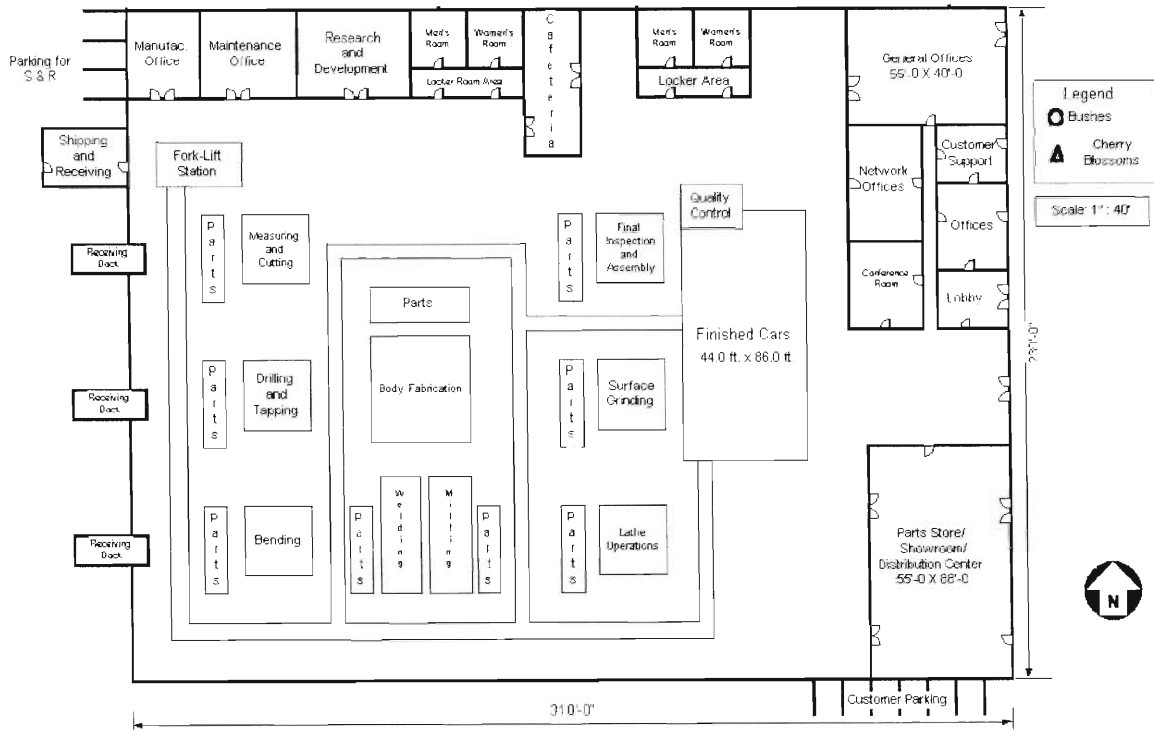 Parking for
S & R
Manufac.
Office
Maintenance
Office
Research
and
Development
Men's
Room
Women's
Room
Locker Room Area
C
a
f
e
t
e
r
i
a
Men's
Room
Women's
Room
Locker Area
General Offices
55'-0 X 40'-0
Legend
Bushes
Cherry
Blossoms
Scale: 1" : 40'
Shipping
and
Receiving
Fork-Lift
Station
Network
Offices
Customer
Support
Offices
Conference
Room
Lobby
Quality
Control
Finished Cars
44.0 ft. x 86.0 ft
Receiving
Dock
P
a
r
t
s
Measuring
and
Cutting
Parts
Body Fabrication
P
a
r
t
s
Final
Inspection
and
Assembly
Receiving
Dock
P
a
r
t
s
Drilling
and
Tapping
P
a
r
t
s
Surface
Grinding
Receiving
Dock
P
a
r
t
s
Bending
P
a
r
t
s
W
e
l
d
i
n
g
M
i
l
l
i
n
g
P
a
r
t
s
P
a
r
t
s
Lathe
Operations
Parts Store/
Showroom/
Distribution Center
55'-0 X 88'-0
N
Customer Parking
310'-0"